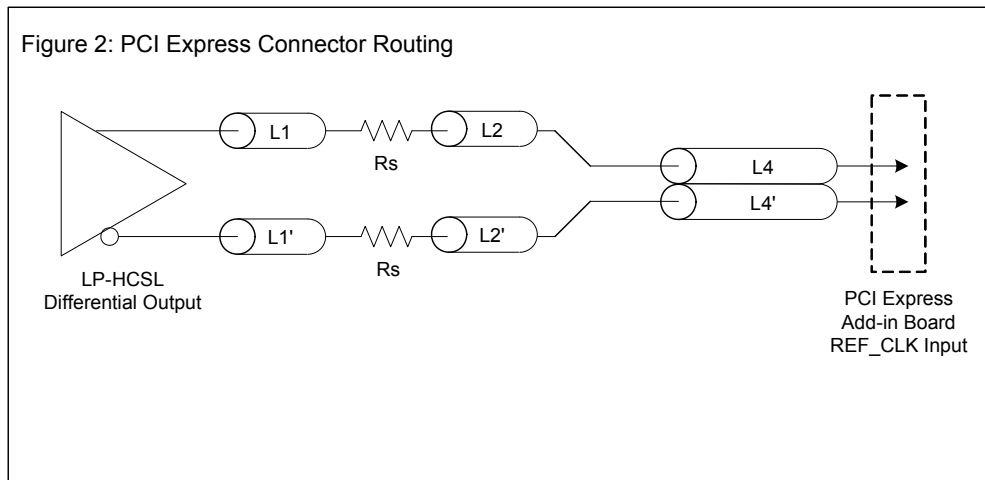 Figure 2: PCI Express Connector Routing
L1
Rs
L2
L4
L4'
L1'
Rs
L2'
LP-HCSL
Differential Output
PCI Express
Add-in Board
REF_CLK Input